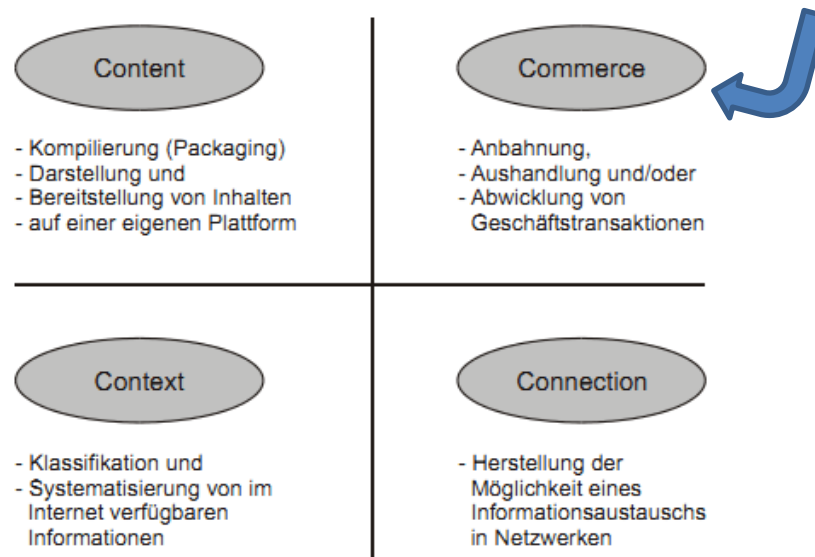 Content
- Kompilierung (Packaging)
- Darstellung und
- Bereitstellung von Inhalten
- auf einer eigenen Plattform
Commerce
- Anbahnung,
- Aushandlung und/oder
- Abwicklung von
Geschäftstransaktionen
Context
- Klassifikation und
- Systematisierung von im
Internet verfügbaren
Informationen
Connection
- Herstellung der
Möglichkeit eines
Informationsaustauschs
in Netzwerken